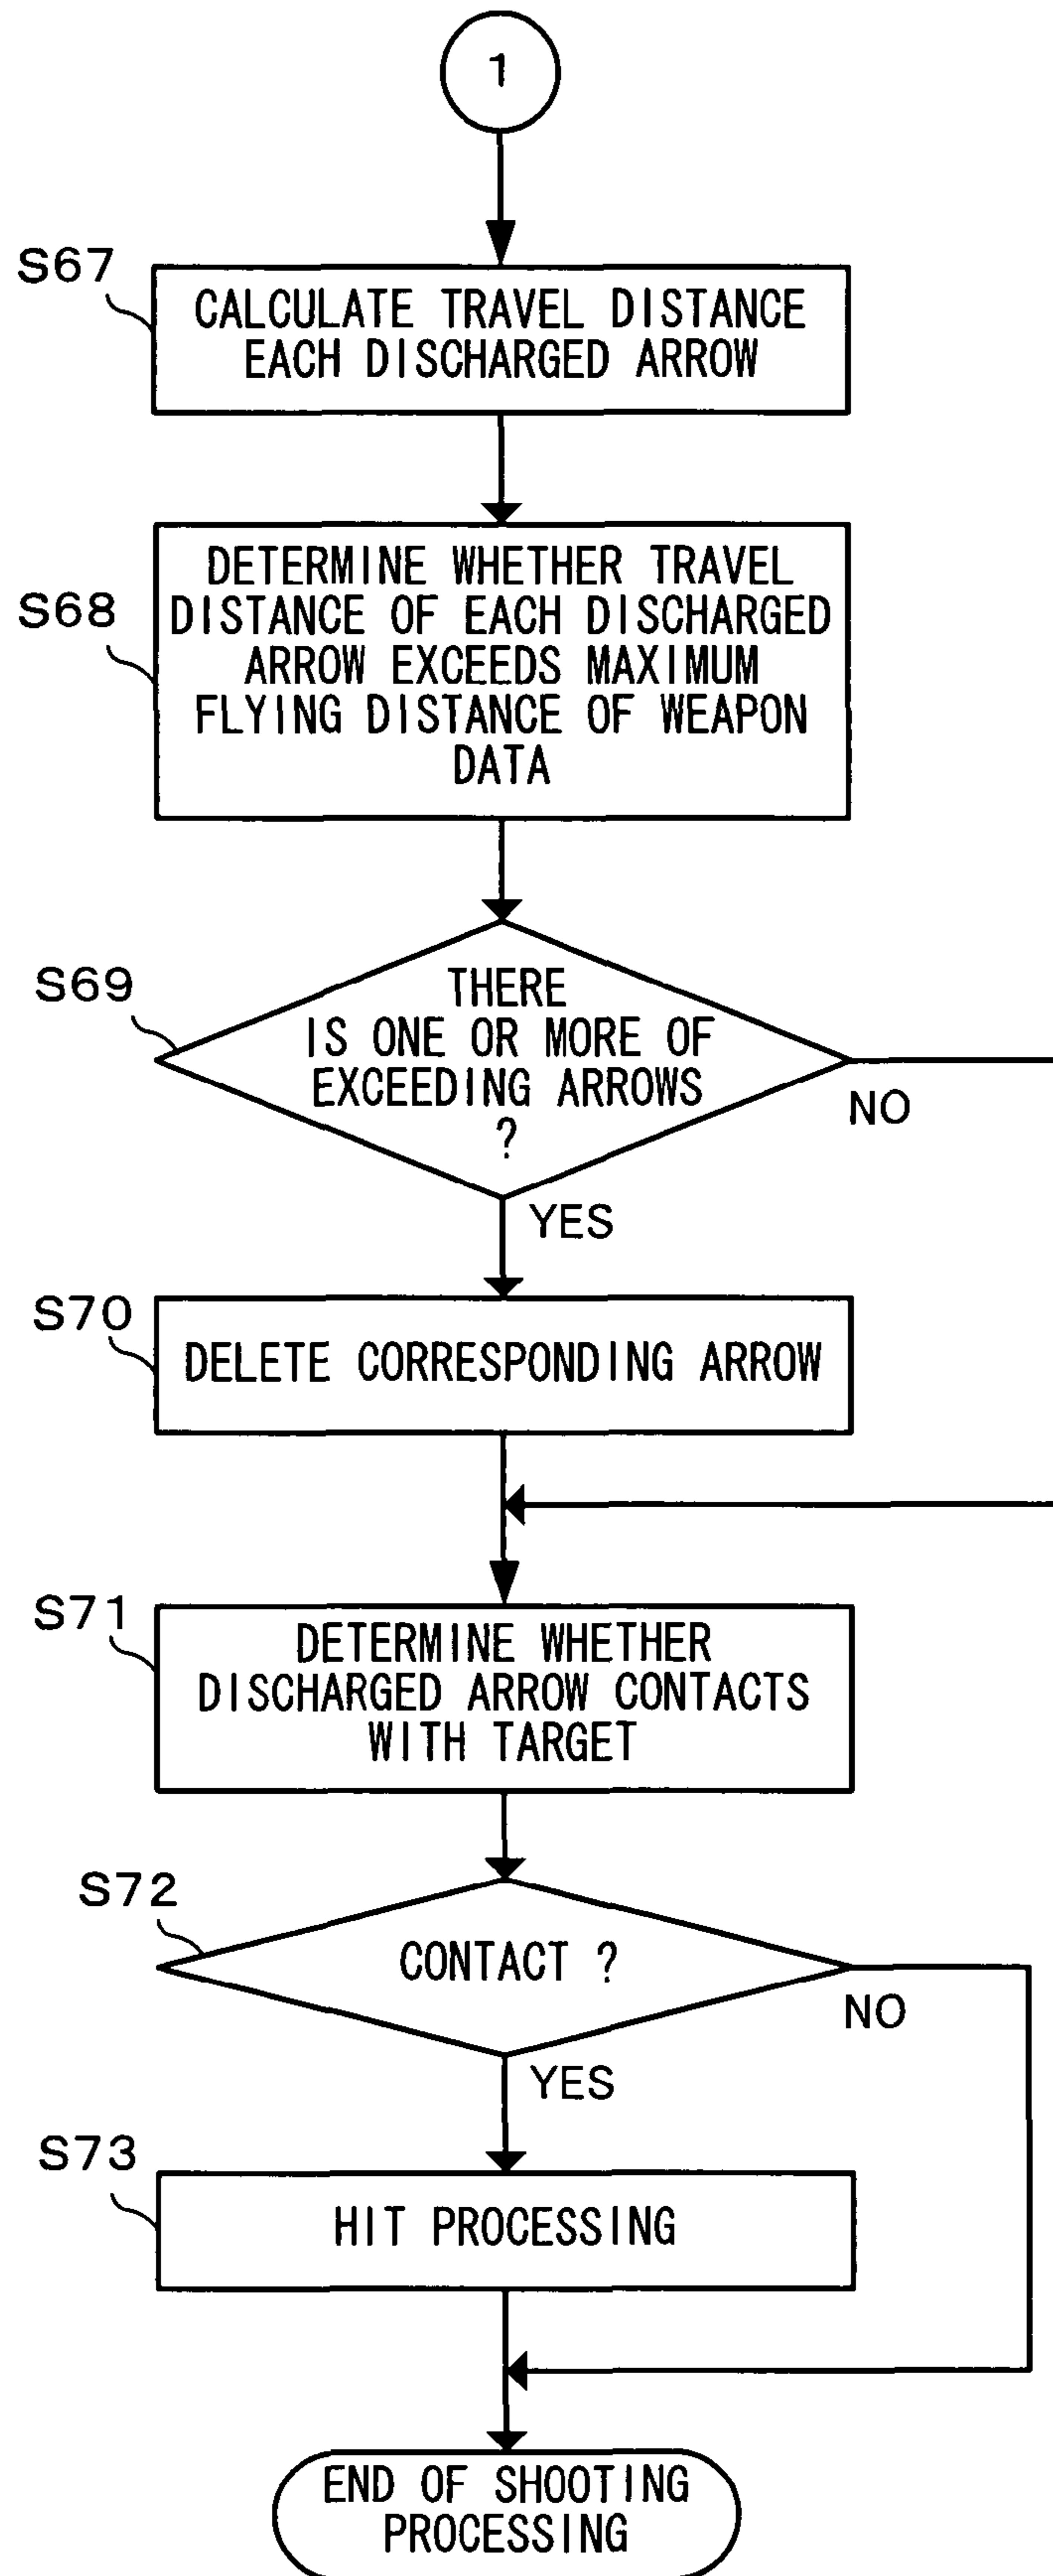 1
S67
CALCULATE TRAVEL DISTANCE
EACH DISCHARGED ARROW
S68
DETERMINE WHETHER TRAVEL
DISTANCE OF EACH DISCHARGED
ARROW EXCEEDS MAXIMUM
FLYING DISTANCE OF WEAPON
DATA
S69
THERE
IS ONE OR MORE OF
EXCEEDING ARROWS
?
NO
YES
S70
DELETE CORRESPONDING ARROW
S71
DETERMINE WHETHER
DISCHARGED ARROW CONTACTS
WITH TARGET
S72
CONTACT ?
NO
YES
S73
HIT PROCESSING
END OF SHOOTING
PROCESSING